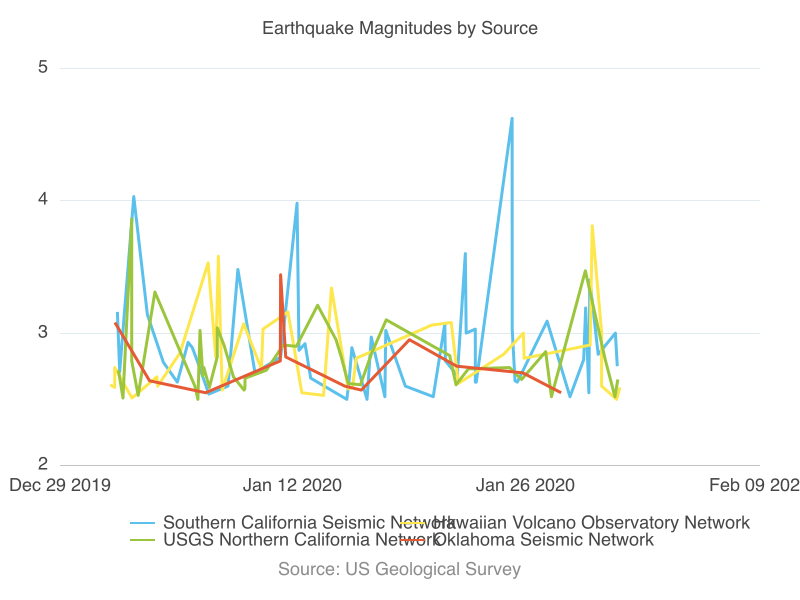 Earthquake Magnitudes by Source
5
4
3
2
Dec 29 2019 Jan 12 2020 Jan 26 2020 Feb 09 202
Southern California Seismic Network Hawaiian Volcano Observatory Network
USGS Northern California Network Oklahoma Seismic Network
Source: US Geological Survey